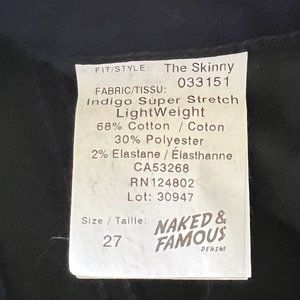 FIT/STYLE: The Skinny
033151
FABRIC/TISSU:
Indigo Super Stretch
LightWeight
68% Cotton / Coton
30% Polyester
2% Elastane / Élasthanne
CA53268
RN124802
Lot: 30947
Size / Taille:
27
NAKED &
FAMOUS
DENIM